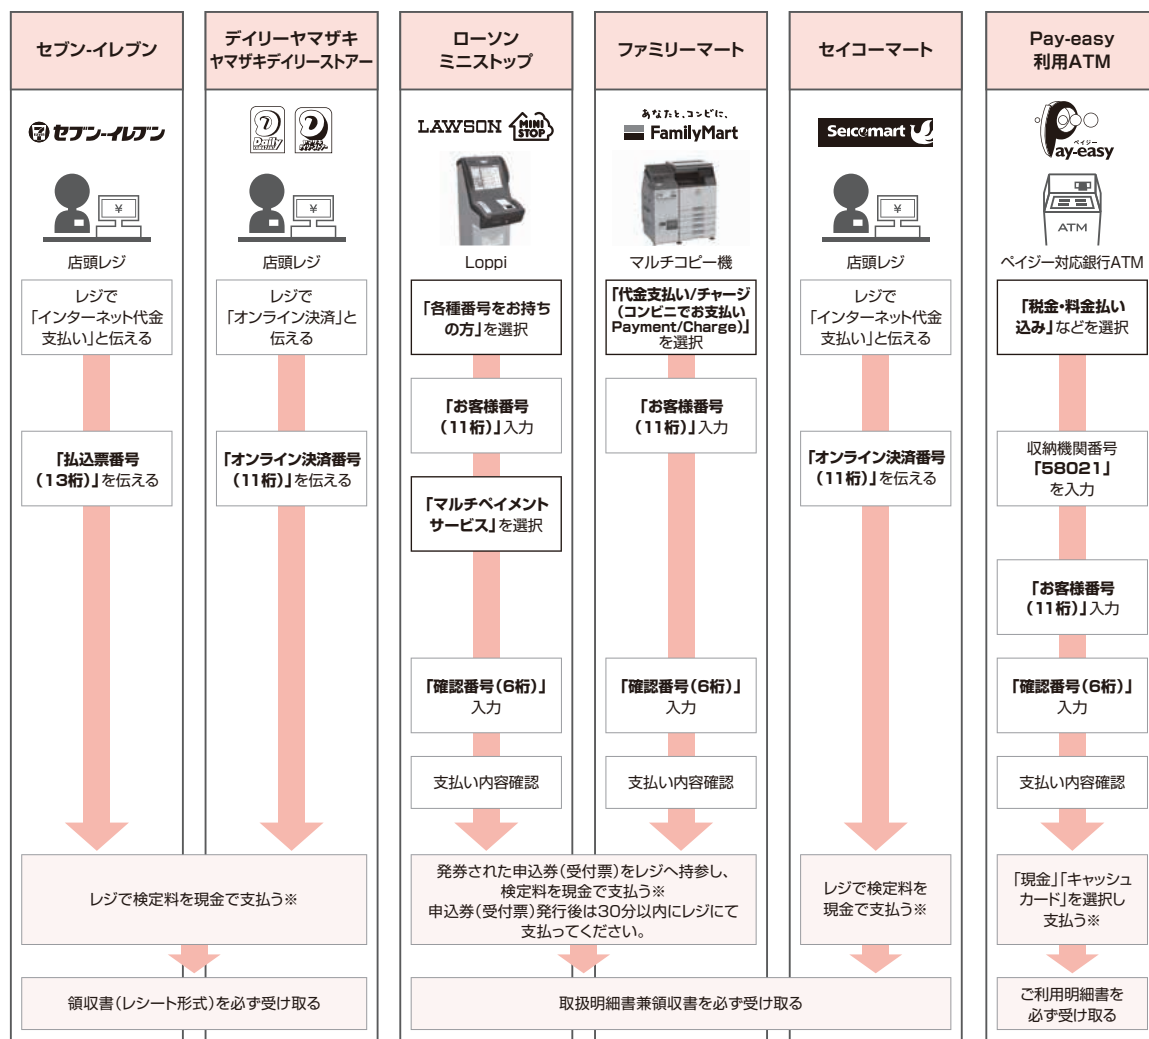 セブン-イレブン
デイリーヤマザキ
ヤマザキデイリーストアー
ローソン
ミニストップ
ファミリーマート
セイコーマート
Pay-easy
利用ATM
セブン-イレブン
Daily
LAWSON
MINI
STOP
あなたと、コンビに、
FamilyMart
Seicomart
ペイジー
Pay-easy
¥
¥
¥
ATM
店頭レジ
店頭レジ
Loppi
マルチコピー機
店頭レジ
ペイジー対応銀行ATM
レジで
「インターネット代金
支払い」と伝える
レジで
「オンライン決済」と
伝える
「各種番号をお持ち
の方」を選択
「代金支払い/チャージ
(コンビニでお支払い
Payment/Charge)」
を選択
レジで
「インターネット代金
支払い」と伝える
「税金・料金払い
込み」などを選択
「お客様番号
(11桁)」入力
「お客様番号
(11桁)」入力
「払込票番号
(13桁)」を伝える
「オンライン決済番号
(11桁)」を伝える
「マルチペイメント
サービス」を選択
「オンライン決済番号
(11桁)」を伝える
収納機関番号
「58021」
を入力
「お客様番号
(11桁)」入力
「確認番号(6桁)」
入力
「確認番号(6桁)」
入力
「確認番号(6桁)」
入力
支払い内容確認
支払い内容確認
支払い内容確認
レジで検定料を現金で支払う※
発券された申込券(受付票)をレジへ持参し、
検定料を現金で支払う※
申込券(受付票)発行後は30分以内にレジにて
支払ってください。
レジで検定料を
現金で支払う※
「現金」「キャッシュ
カード」を選択し
支払う※
領収書(レシート形式)を必ず受け取る
取扱明細書兼領収書を必ず受け取る
ご利用明細書を
必ず受け取る